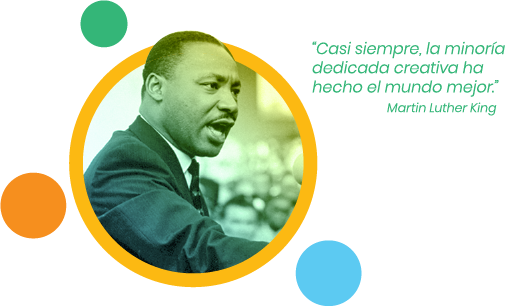 “Casi siempre, la minoría
dedicada creativa ha
hecho el mundo mejor.”
Martin Luther King